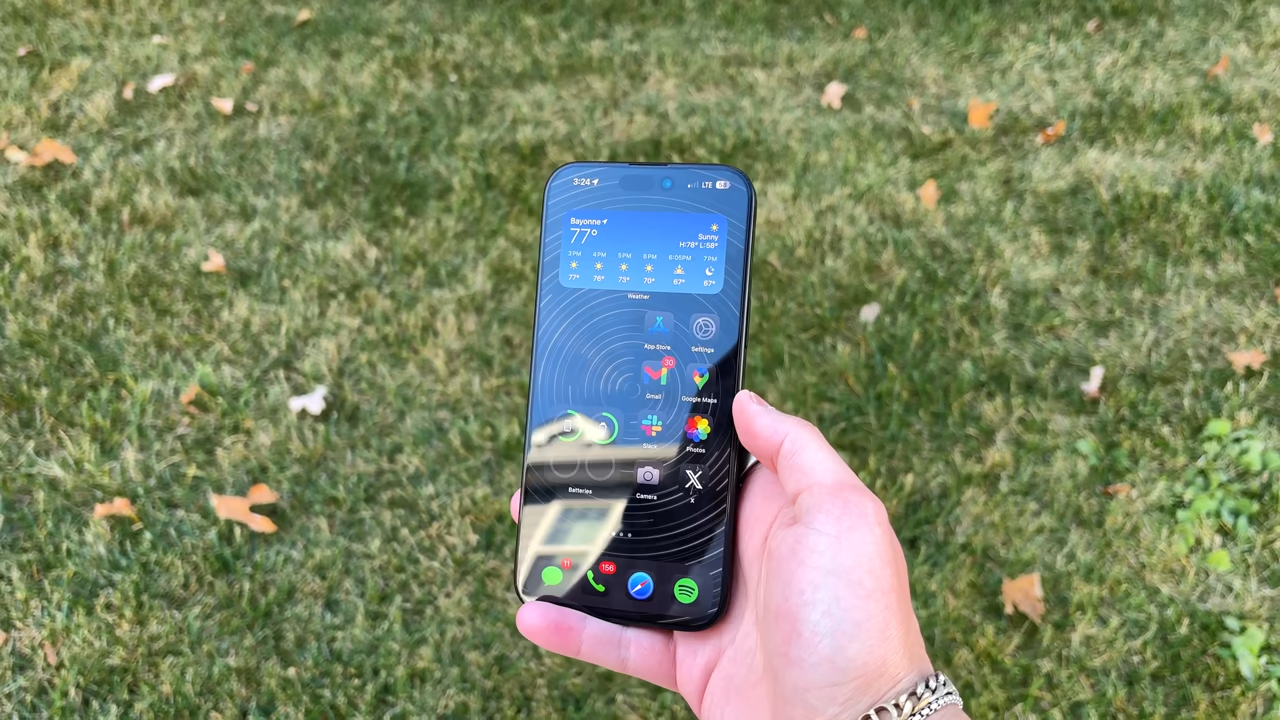 3:24 LTE
Bayonne
77°
Sunny
H:78° L:58°
3PM 4PM 5PM 6PM 6:05PM 7PM
77° 76° 73° 70° 67° 67°
Weather
App Store Settings
30
Gmail Google Maps
Slack Photos
Batteries Camera X
11 156